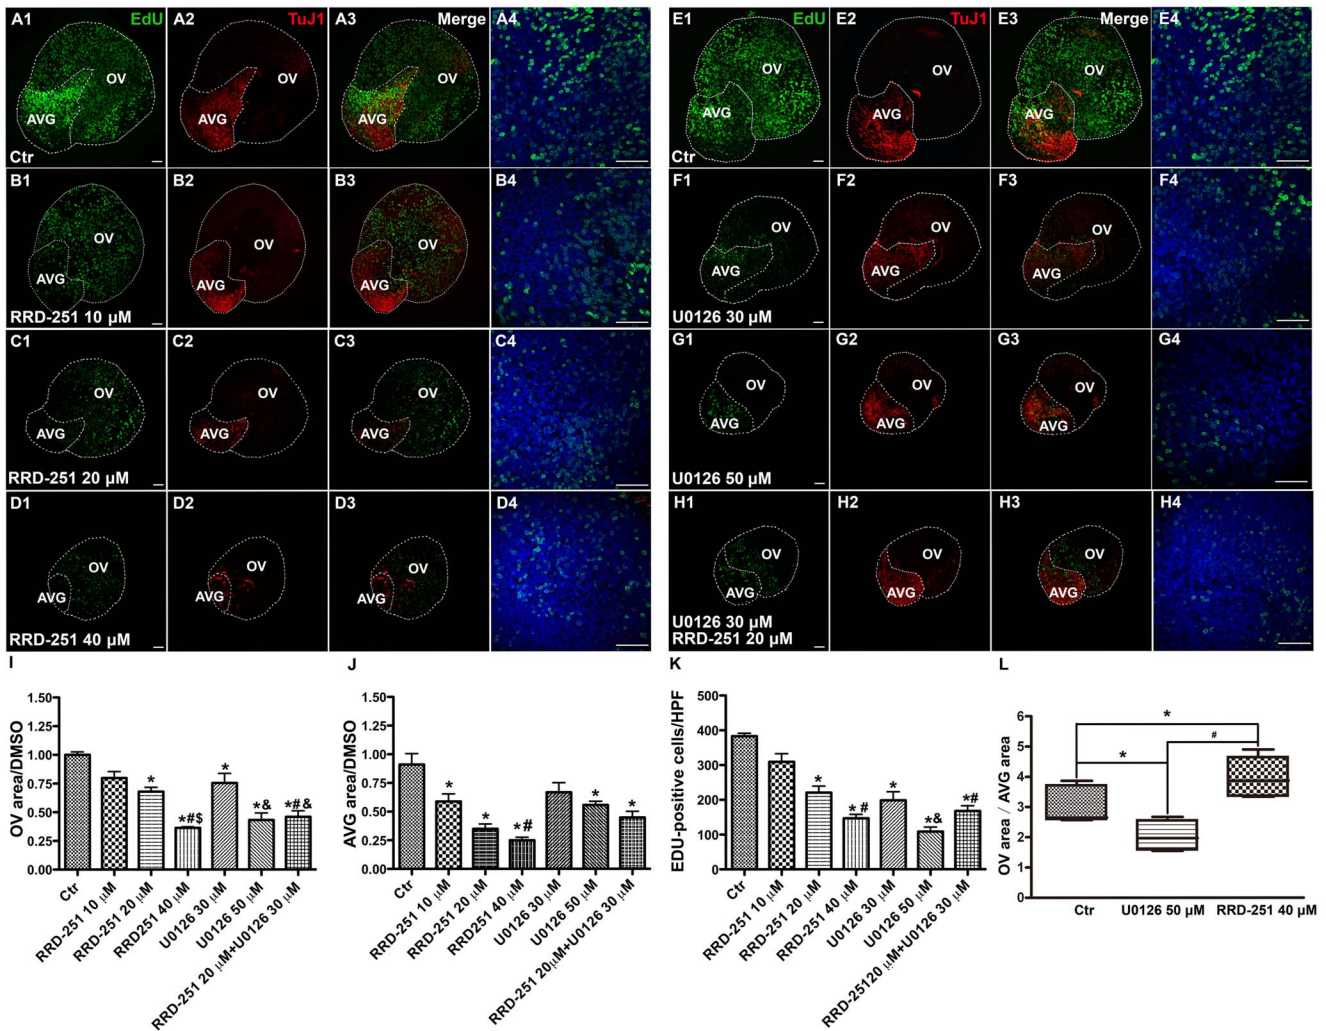 A1 EdU A2 TuJ1 A3 Merge A4
OV OV OV
AVG AVG AVG
Ctr
B1 B2 B3 B4
OV OV OV
AVG AVG AVG
RRD-251 10 µM
C1 C2 C3 C4
OV OV OV
AVG AVG AVG
RRD-251 20 µM
D1 D2 D3 D4
OV OV OV
AVG AVG AVG
RRD-251 40 µM
E1 EdU E2 TuJ1 E3 Merge E4
OV OV OV
AVG AVG AVG
Ctr
F1 F2 F3 F4
OV OV OV
AVG AVG AVG
U0126 30 µM
G1 G2 G3 G4
OV OV OV
AVG AVG AVG
U0126 50 µM
H1 H2 H3 H4
OV OV OV
AVG AVG AVG
U0126 30 µM
RRD-251 20 µM
I
OV area/DMSO
1.50
1.25
1.00
0.75
0.50
0.25
0.00
*
*#$
*
*&
*#&
Ctr
RRD-251 10 µM
RRD-251 20 µM
RRD251 40 µM
U0126 30 µM
U0126 50 µM
RRD-251 20 µM+U0126 30 µM
J
AVG area/DMSO
1.50
1.25
1.00
0.75
0.50
0.25
0.00
*
*
*#
*
*
Ctr
RRD-251 10 µM
RRD-251 20 µM
RRD251 40 µM
U0126 30 µM
U0126 50 µM
RRD-251 20µM+U0126 30 µM
K
EDU-positive cells/HPF
500
400
300
200
100
0
*
*#
*
*&
*#
Ctr
RRD-251 10 µM
RRD-251 20 µM
RRD-251 40 µM
U0126 30 µM
U0126 50 µM
RRD-25120 µM+U0126 30 µM
L
OV area / AVG area
6
5
4
3
2
1
0
*
*
#
Ctr
U0126 50 µM
RRD-251 40 µM